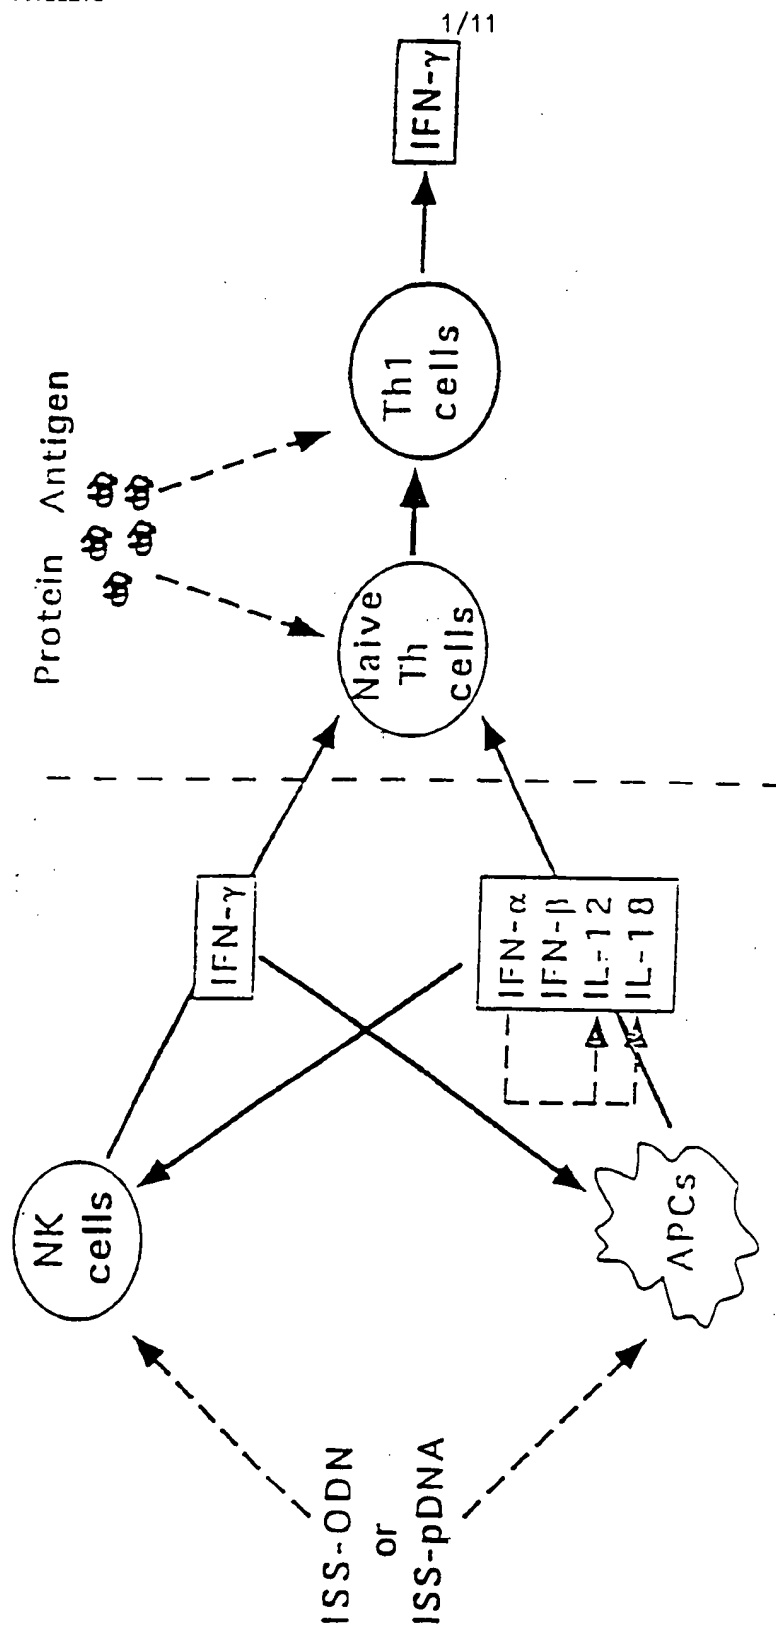 1/11
ISS-ODN
or
ISS-pDNA
NK
cells
APCs
IFN-γ
IFN-α
IFN-β
IL-12
IL-18
Protein Antigen
Naive
Th
cells
Th1
cells
IFN-γ